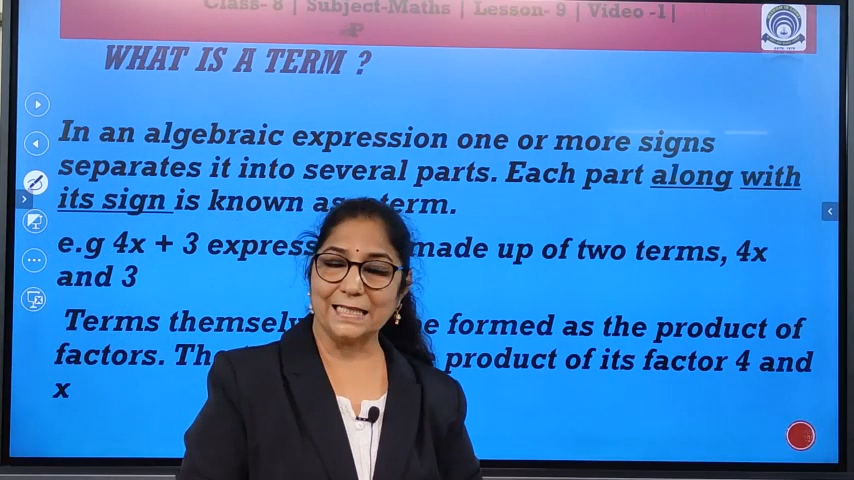 Class- 8 | Subject-Maths | Lesson- 9 | Video -1|
WHAT IS A TERM ?
In an algebraic expression one or more signs
separates it into several parts. Each part along with
its sign is known as term.
e.g 4x + 3 express made up of two terms, 4x
and 3
Terms themselv e formed as the product of
factors. Th product of its factor 4 and
x